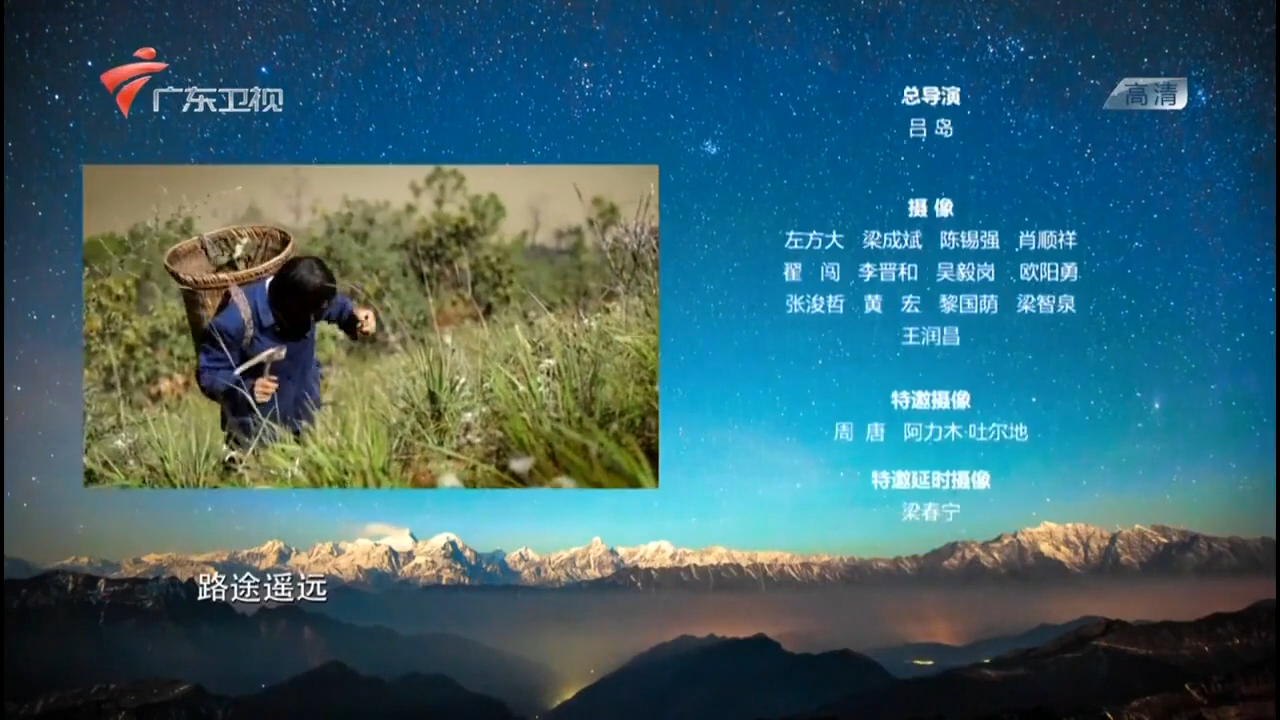 广东卫视
高清
总导演
吕 岛
摄 像
左方大 梁成斌 陈锡强 肖顺祥
翟 闯 李晋和 吴毅岗 欧阳勇
张浚哲 黄 宏 黎国荫 梁智泉
王润昌
特邀摄像
周 唐 阿力木·吐尔地
特邀延时摄像
梁春宁
路途遥远